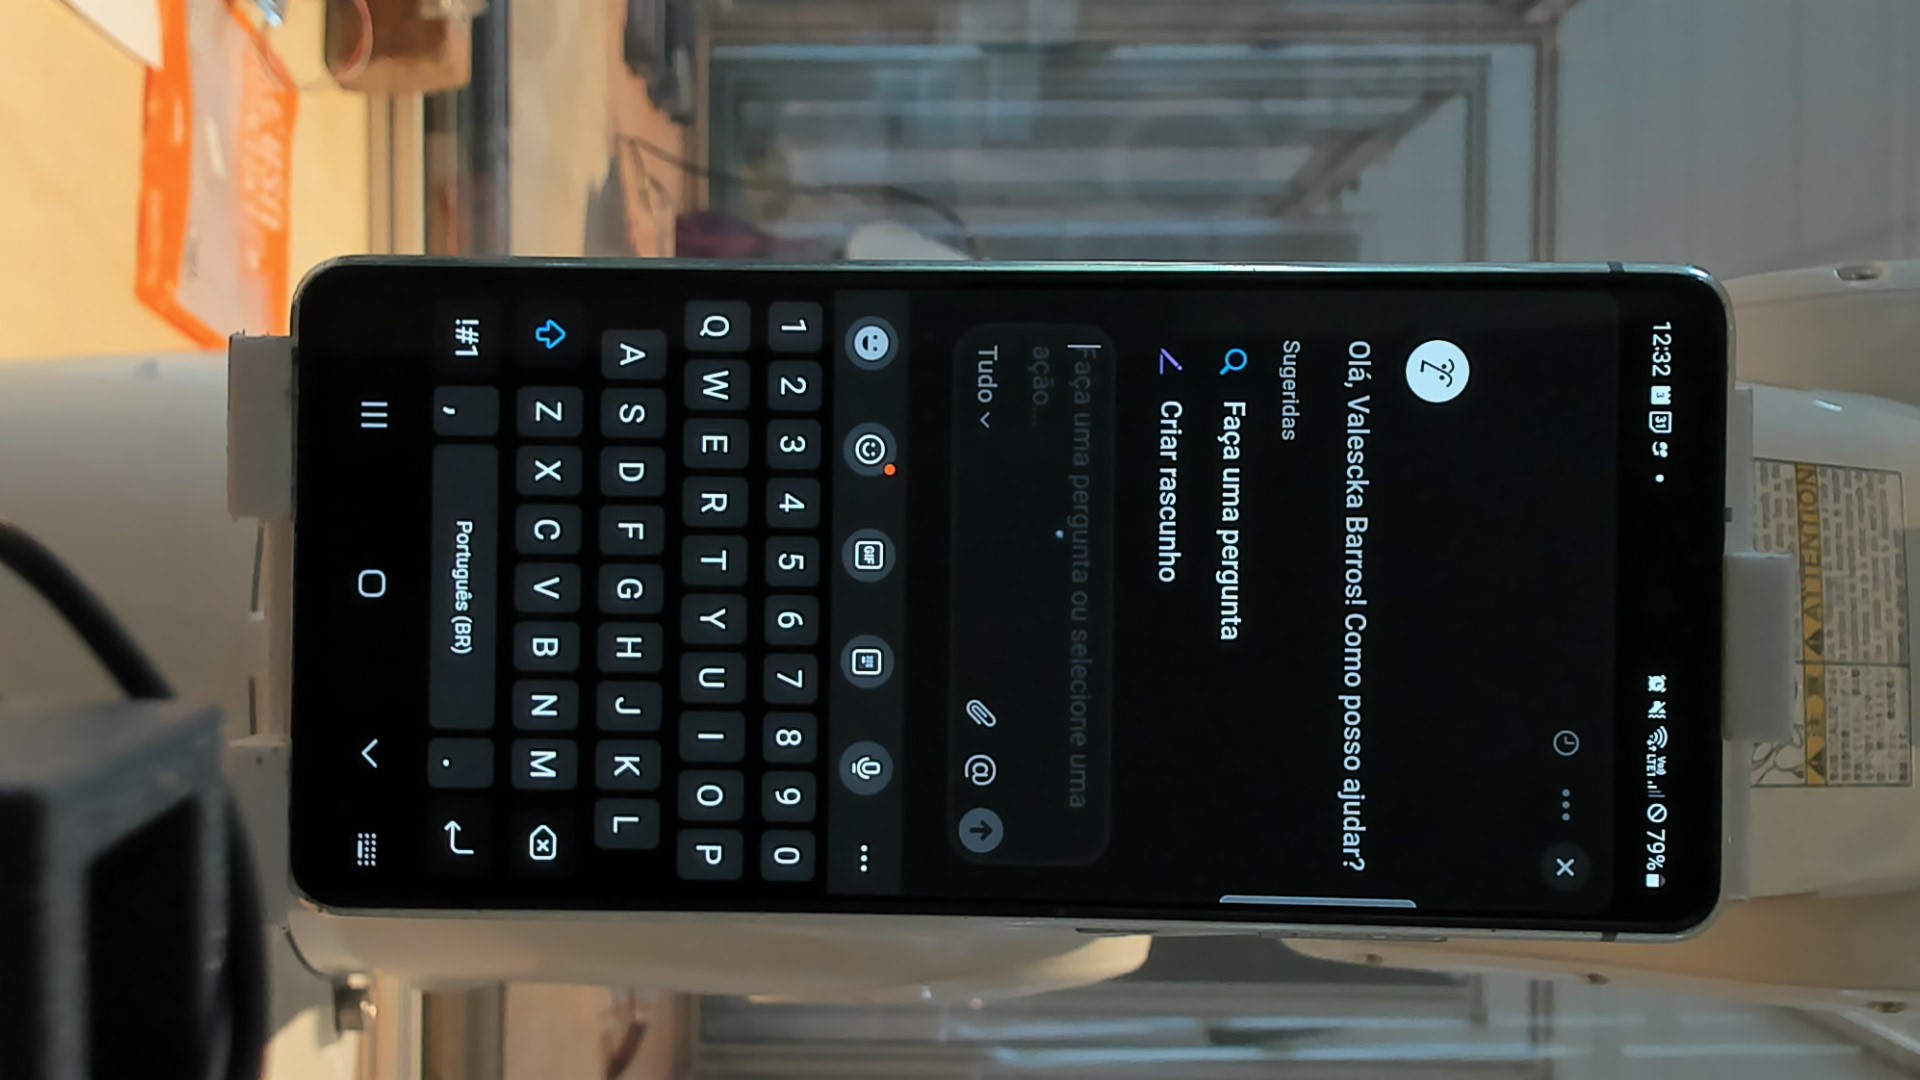 12:32
79%
Olá, Valescka Barros! Como posso ajudar?
Sugeridas
Faça uma pergunta
Criar rascunho
Faça uma pergunta ou selecione uma
ação...
Tudo
@
GIF
1 2 3 4 5 6 7 8 9 0
Q W E R T Y U I O P
A S D F G H J K L
Z X C V B N M
!#1 , Português (BR) .
ATTENTION